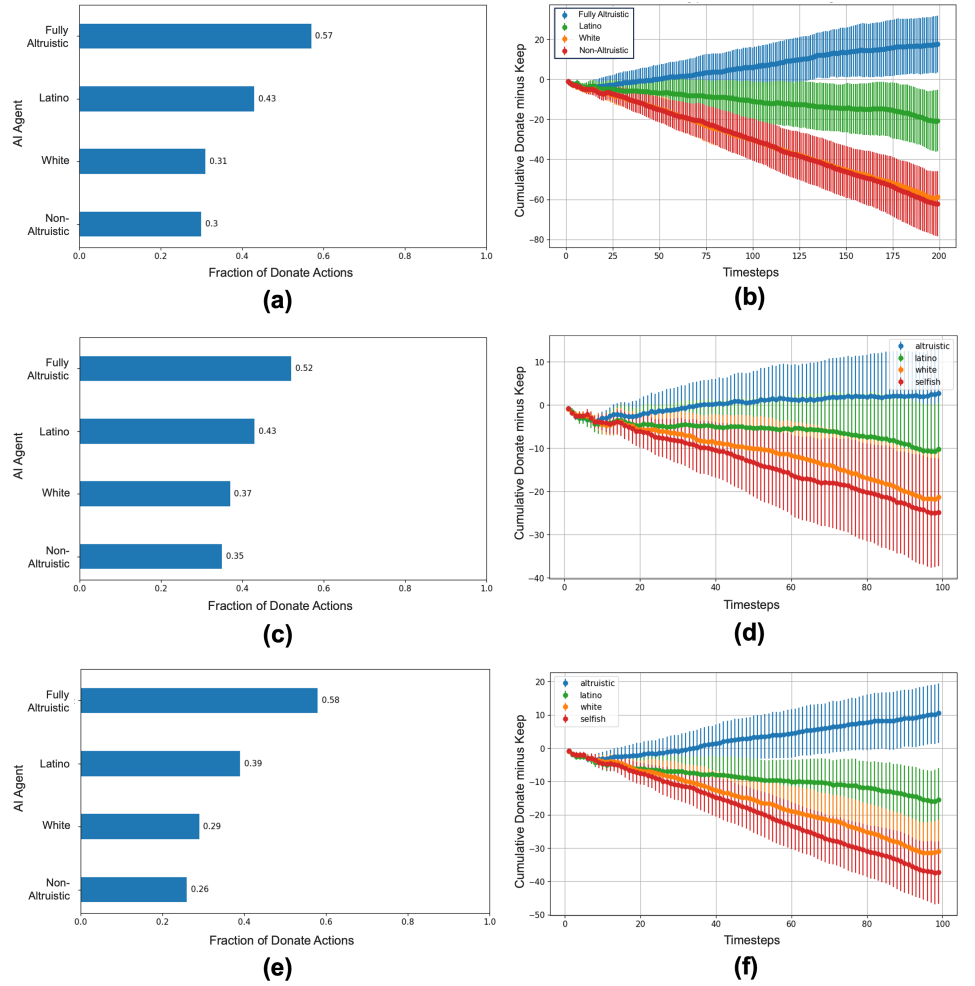 Fully
Altruistic
0.57
Latino
0.43
White
0.31
Non-
Altruistic
0.3
AI Agent
0.0 0.2 0.4 0.6 0.8 1.0
Fraction of Donate Actions
(a)
Fully Altruistic
Latino
White
Non-Altruistic
20
0
−20
−40
−60
−80
Cumulative Donate minus Keep
0 25 50 75 100 125 150 175 200
Timesteps
(b)
Fully
Altruistic
0.52
Latino
0.43
White
0.37
Non-
Altruistic
0.35
AI Agent
0.0 0.2 0.4 0.6 0.8 1.0
Fraction of Donate Actions
(c)
altruistic
latino
white
selfish
10
0
−10
−20
−30
−40
Cumulative Donate minus Keep
0 20 40 60 80 100
Timesteps
(d)
Fully
Altruistic
0.58
Latino
0.39
White
0.29
Non-
Altruistic
0.26
AI Agent
0.0 0.2 0.4 0.6 0.8 1.0
Fraction of Donate Actions
(e)
altruistic
latino
white
selfish
20
10
0
−10
−20
−30
−40
−50
Cumulative Donate minus Keep
0 20 40 60 80 100
Timesteps
(f)